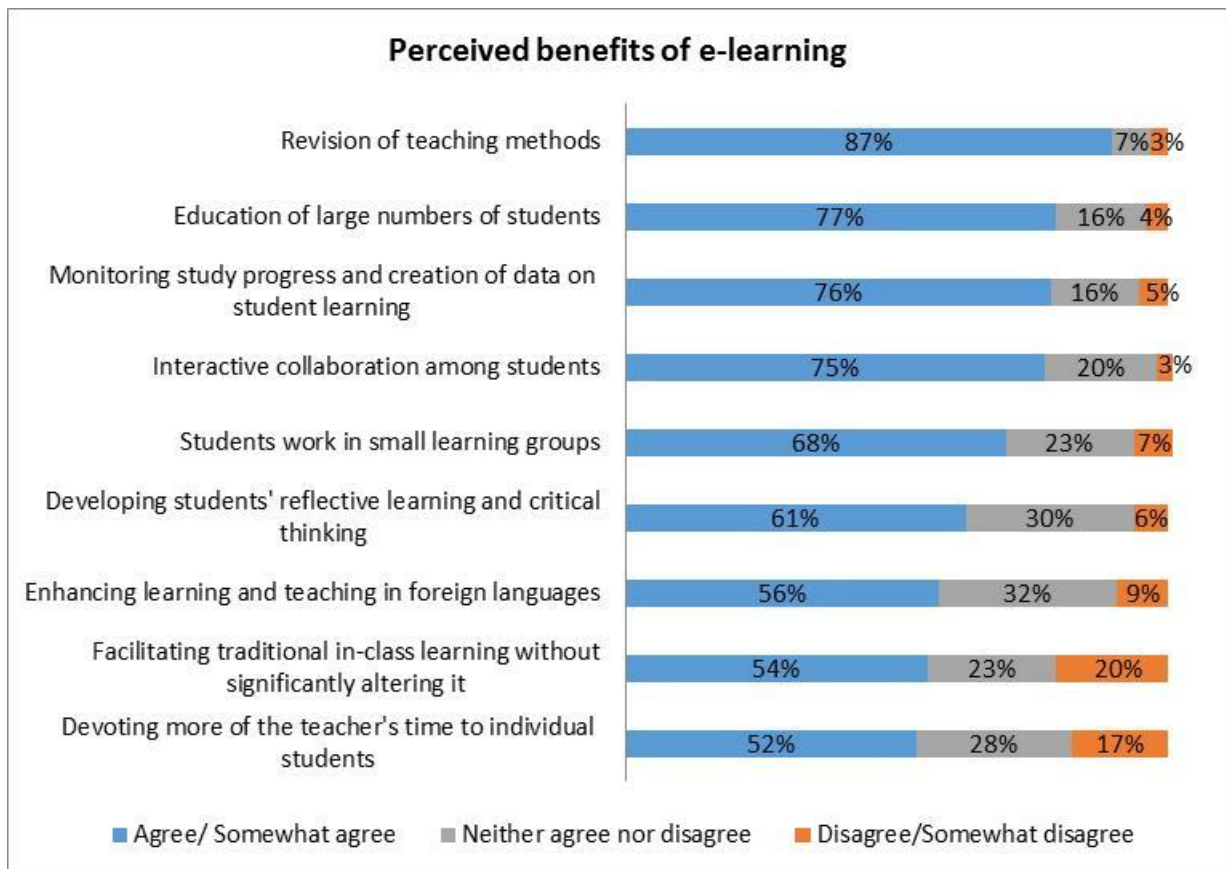 Perceived benefits of e-learning
Revision of teaching methods
87% 7% 3%
Education of large numbers of students
77% 16% 4%
Monitoring study progress and creation of data on
student learning
76% 16% 5%
Interactive collaboration among students
75% 20% 3%
Students work in small learning groups
68% 23% 7%
Developing students' reflective learning and critical
thinking
61% 30% 6%
Enhancing learning and teaching in foreign languages
56% 32% 9%
Facilitating traditional in-class learning without
significantly altering it
54% 23% 20%
Devoting more of the teacher's time to individual
students
52% 28% 17%
Agree/ Somewhat agree Neither agree nor disagree Disagree/Somewhat disagree